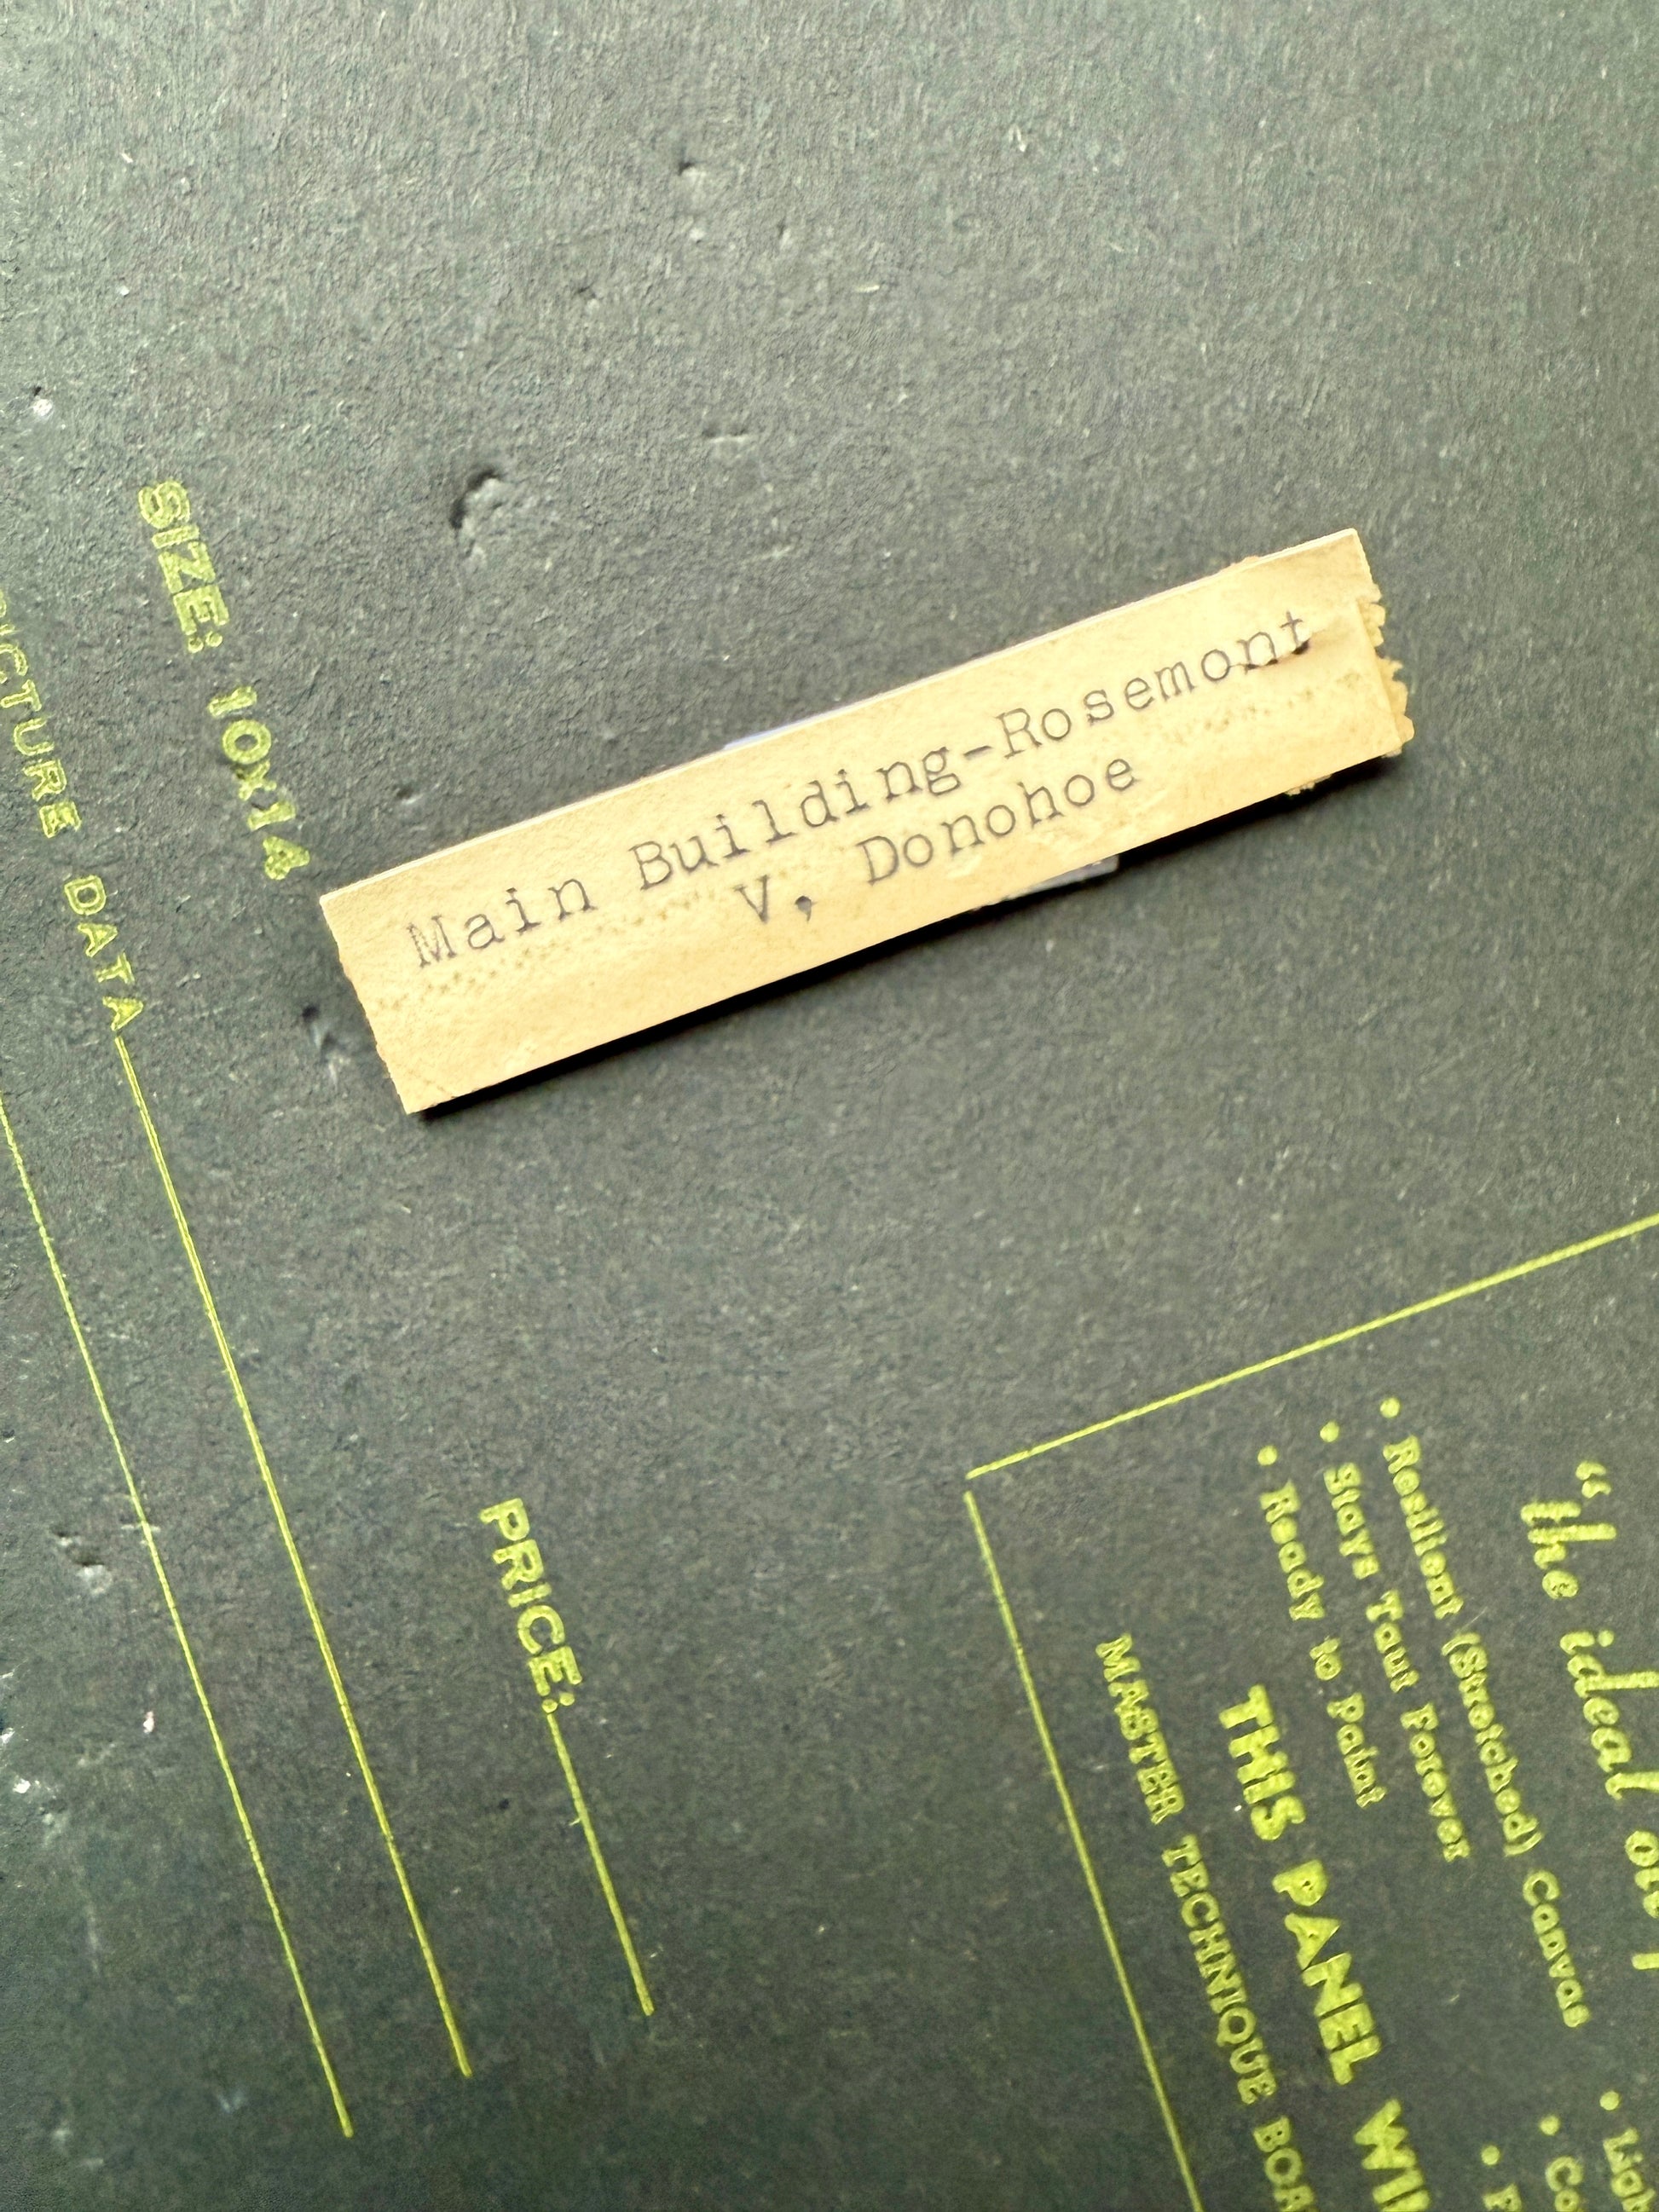 Main Building-Rosemont
V, Donohoe
DATA
SIZE: 10x14
PRICE:
"the ideal
• Resilient (Stretched) Canvas
• Stays Taut Forever
• Ready to Paint
THIS PANEL
MASTER TECHNIQUE